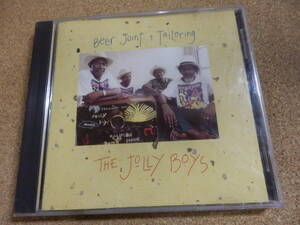 Beer Joint + Tailoring
THE JOLLY BOYS